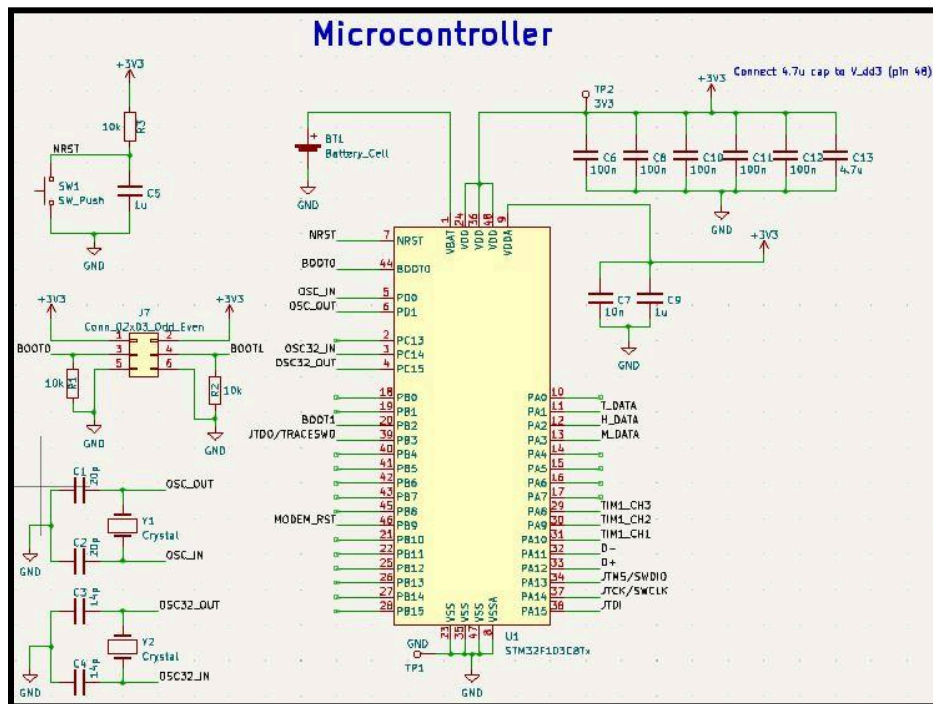 Microcontroller
Connect 4.7u cap to V_dd3 (pin 48)
+3V3
10k
R3
NRST
SW1
SW_Push
C5
1u
GND
BT1
Battery_Cell
+
GND
TP2
3V3
+3V3
C6
100n
C8
100n
C10
100n
C11
100n
C12
100n
C13
4.7u
GND
+3V3
C7
10n
C9
1u
GND
+3V3
+3V3
J7
Conn_02x03_Odd_Even
BOOT0
1
3
5
2
4
6
BOOT1
10k
R1
R2
10k
GND
GND
C1
20p
OSC_OUT
Y1
Crystal
C2
20p
OSC_IN
GND
C3
14p
OSC32_OUT
Y2
Crystal
C4
14p
OSC32_IN
GND
1
24
36
48
9
VBAT
VDD
VDD
VDD
VDDA
NRST 7 NRST
BOOT0 44 BOOT0
OSC_IN 5 PD0
OSC_OUT 6 PD1
2 PC13
OSC32_IN 3 PC14
OSC32_OUT 4 PC15
18 PB0
19 PB1
BOOT1 20 PB2
JTDO/TRACESWO 39 PB3
40 PB4
41 PB5
42 PB6
43 PB7
45 PB8
MODEM_RST 46 PB9
21 PB10
22 PB11
25 PB12
26 PB13
27 PB14
28 PB15
PA0 10
PA1 11 T_DATA
PA2 12 H_DATA
PA3 13 M_DATA
PA4 14
PA5 15
PA6 16
PA7 17
PA8 29 TIM1_CH3
PA9 30 TIM1_CH2
PA10 31 TIM1_CH1
PA11 32 D-
PA12 33 D+
PA13 34 JTMS/SWDIO
PA14 37 JTCK/SWCLK
PA15 38 JTDI
VSS
VSS
VSS
VSSA
23
35
47
8
U1
STM32F103C8Tx
GND
TP1
GND